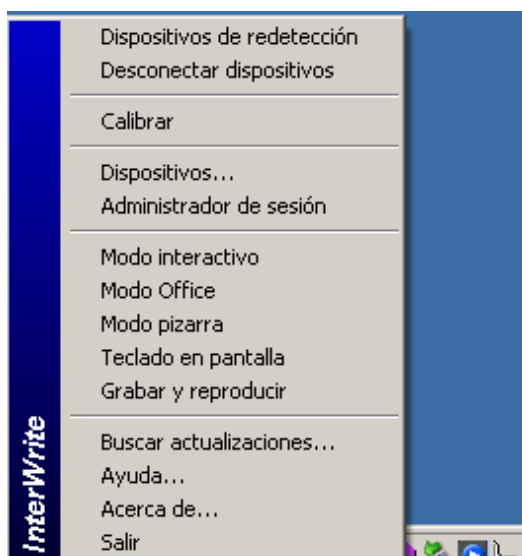 Dispositivos de redetección
Desconectar dispositivos
Calibrar
Dispositivos...
Administrador de sesión
Modo interactivo
Modo Office
Modo pizarra
Teclado en pantalla
Grabar y reproducir
Buscar actualizaciones...
Ayuda...
Acerca de...
Salir
InterWrite